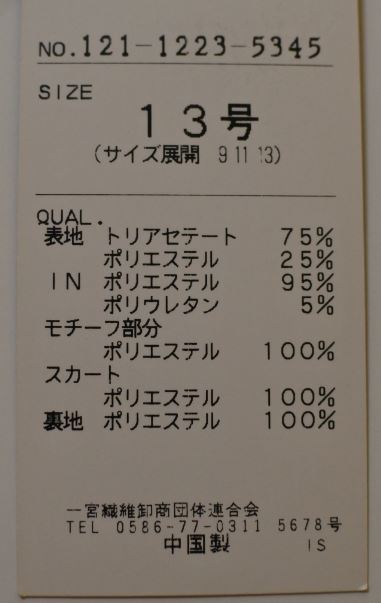 NO.121-1223-5345
SIZE
13号
(サイズ展開 9 11 13)
QUAL.
表地 トリアセテート 75%
ポリエステル 25%
IN ポリエステル 95%
ポリウレタン 5%
モチーフ部分
ポリエステル 100%
スカート
ポリエステル 100%
裏地 ポリエステル 100%
一宮繊維卸商団体連合会
TEL 0586-77-0311 5678号
中国製 IS